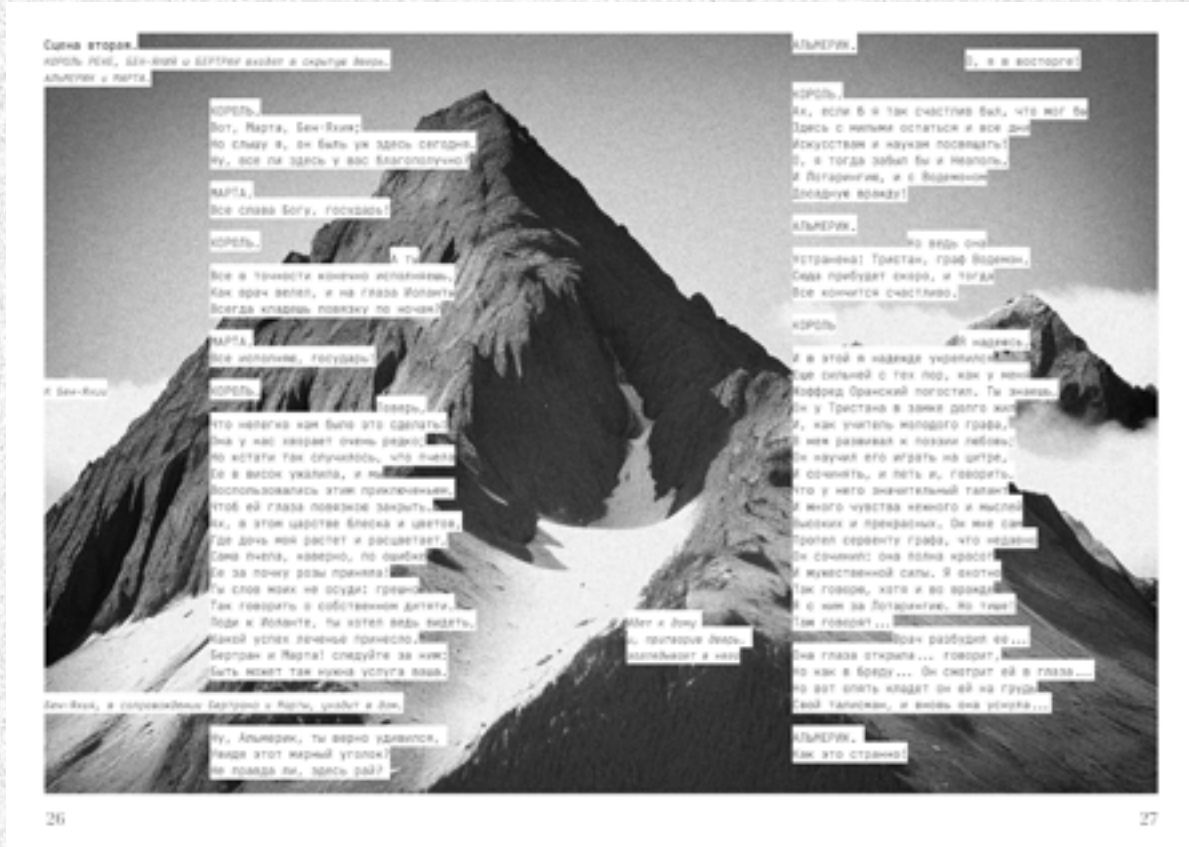 Сцена вторая.
КОРОЛЬ РЕНЕ, БЕН-ЯХИЯ и БЕРТРАН входят в скрытую дверь.
АЛЬМЕРИК и МАРТА.
КОРОЛЬ.
Вот, Марта, Бен-Яхия;
Но слышу я, он быль уж здесь сегодня.
Ну, все ли здесь у вас благополучно?
МАРТА.
Все слава Богу, государь!
КОРОЛЬ.
А ты
Все в точности конечно исполняешь,
Как врач велел, и на глаза Иоланты
Всегда кладешь повязку по ночам?
МАРТА.
Все исполняю, государь!
КОРОЛЬ.
К Бен-Яхии
Поверь,
Что нелегко нам было это сделать!
Она у нас хворает очень редко;
Но кстати так случилось, что пчела
Ее в висок ужалила, и мы
Воспользовались этим приключеньем,
Чтоб ей глаза повязкою закрыть.
Ах, в этом царстве блеска и цветов,
Где дочь моя растет и расцветает,
Сама пчела, наверно, по ошибке
Ее за почку розы приняла!
Ты слов моих не осуди: грешно
Так говорить о собственном дитяти.
Поди к Иоланте, ты хотел ведь видеть,
Какой успех леченье принесло.
Бертран и Марта! следуйте за ним:
Быть может там нужна услуга ваша.
Бен-Яхия, в сопровождении Бертрана и Марты, уходит в дом.
Ну, Альмерик, ты верно удивился,
Увидя этот мирный уголок?
Не правда ли, здесь рай?
АЛЬМЕРИК.
О, я в восторге!
КОРОЛЬ.
Ах, если б я так счастлив был, что мог бы
Здесь с милыми остаться и все дни
Искусствам и наукам посвящать!
О, я тогда забыл бы и Неаполь,
И Лотарингию, и с Водемоном
Досадную вражду!
АЛЬМЕРИК.
Но ведь она
Устранена: Тристан, граф Водемон,
Сюда прибудет скоро, и тогда
Все кончится счастливо.
КОРОЛЬ
Я надеюсь.
И в этой я надежде укрепился
Еще сильней с тех пор, как у меня
Жоффред Оранский погостил. Ты знаешь,
Он у Тристана в замке долго жил
И, как учитель молодого графа,
В нем развивал к поэзии любовь;
Он научил его играть на цитре,
И сочинять, и петь и, говорить,
Что у него значительный талант
И много чувства нежного и мыслей
Высоких и прекрасных. Он мне сам
Пропел сервенту графа, что недавно
Он сочинил: она полна красот
И мужественной силы. Я охотно
Так говорю, хотя и во вражде
Я с ним за Лотарингию. Но тише!
Там говорят...
Идет к дому
и, притворив дверь,
заглядывает в него
Врач разбудил ее...
Она глаза открыла... говорит,
Но как в бреду... Он смотрит ей в глаза...
Но вот опять кладет он ей на грудь
Свой талисман, и вновь она уснула...
АЛЬМЕРИК.
Как это странно!
26
27